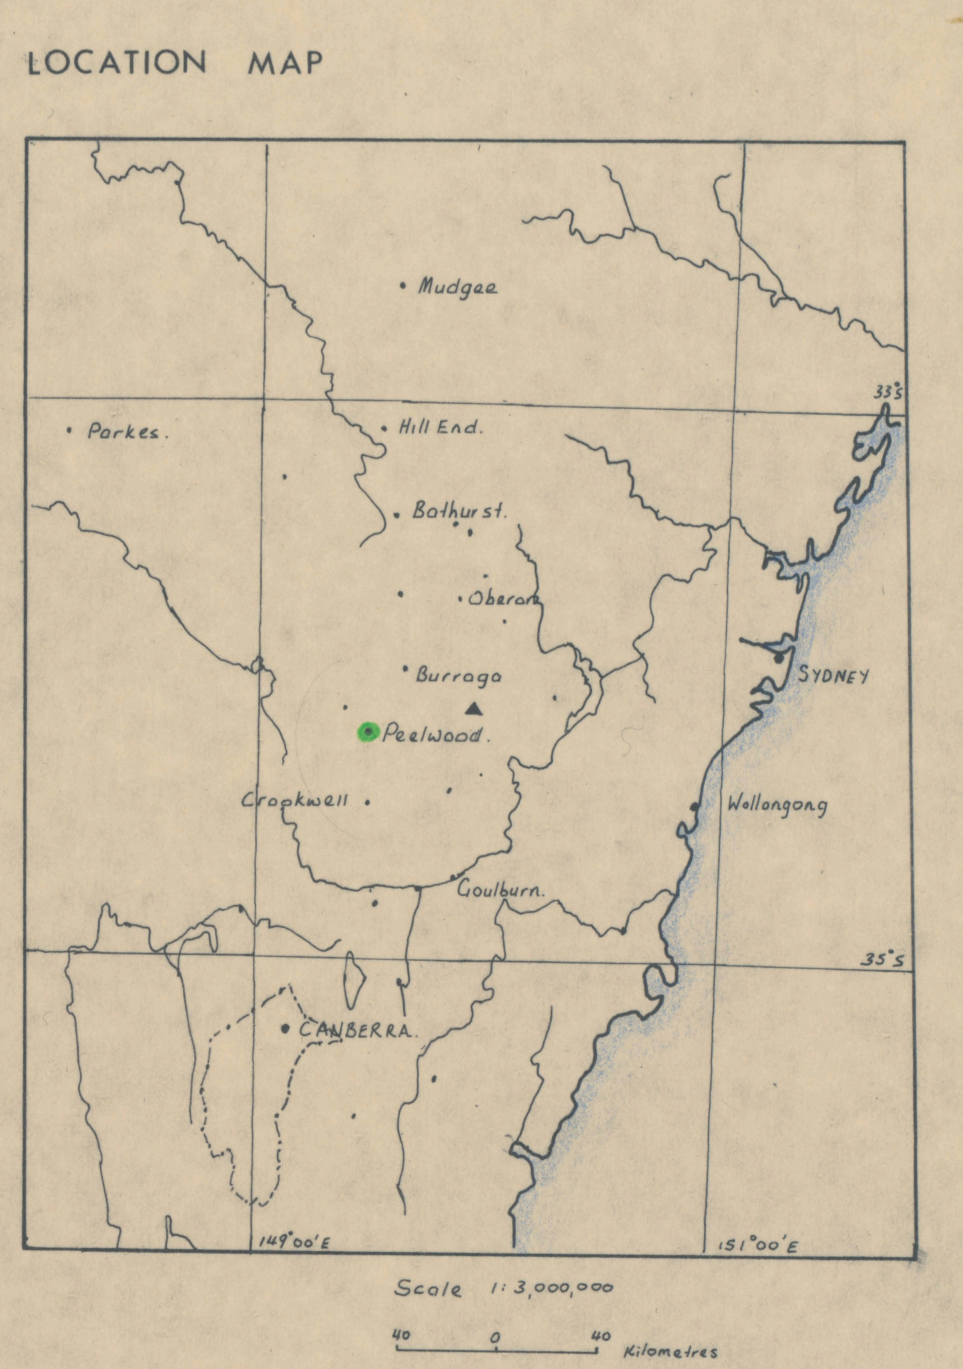 LOCATION MAP
Mudgee
33°S
Parkes.
Hill End.
Bathurst.
Oberon
Burraga
SYDNEY
Peelwood.
Crookwell
Wollongong
Goulburn.
35°S
CANBERRA.
149°00'E
151°00'E
Scale 1:3,000,000
40 0 40
Kilometres